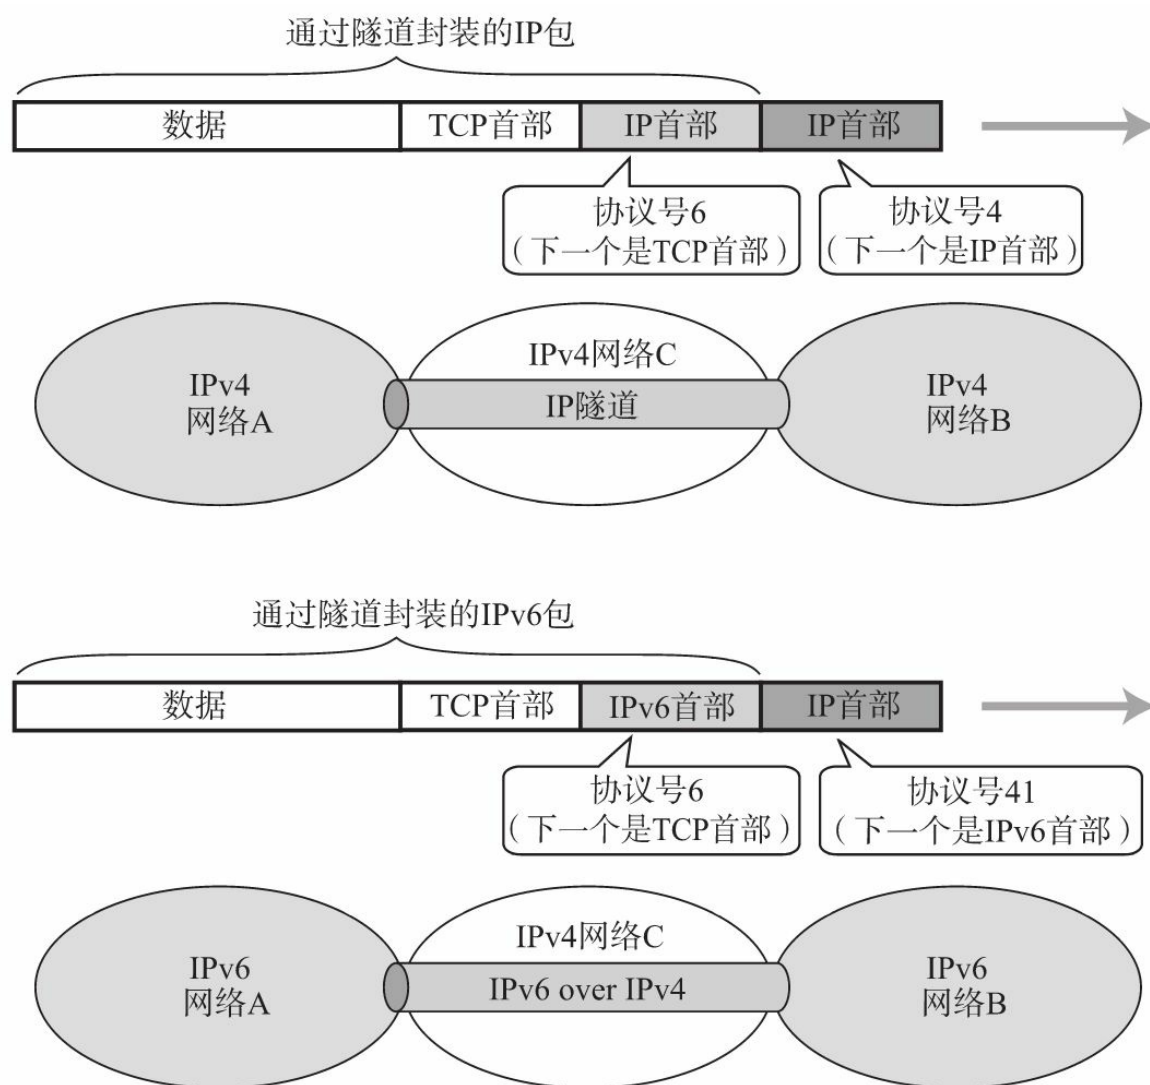 通过隧道封装的IP包
数据 TCP首部 IP首部 IP首部
协议号6
（下一个是TCP首部）
协议号4
（下一个是IP首部）
IPv4
网络A
IPv4网络C
IP隧道
IPv4
网络B
通过隧道封装的IPv6包
数据 TCP首部 IPv6首部 IP首部
协议号6
（下一个是TCP首部）
协议号41
（下一个是IPv6首部）
IPv6
网络A
IPv4网络C
IPv6 over IPv4
IPv6
网络B